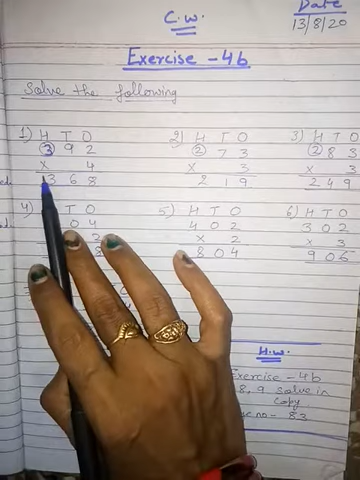 C.W.
Date
13/8/20
Exercise - 4b
Solve the following
1) H T O
③ 9 2
x 4
3 6 8
2) H T O
② 7 3
x 3
2 1 9
3) H T O
② 8 3
x 3
2 4 9
4) T O
0 4
2
8
5) H T O
4 0 2
x 2
8 0 4
6) H T O
3 0 2
x 3
9 0 6
H.W.
Exercise - 4b
8, 9 solve in
copy
no - 83